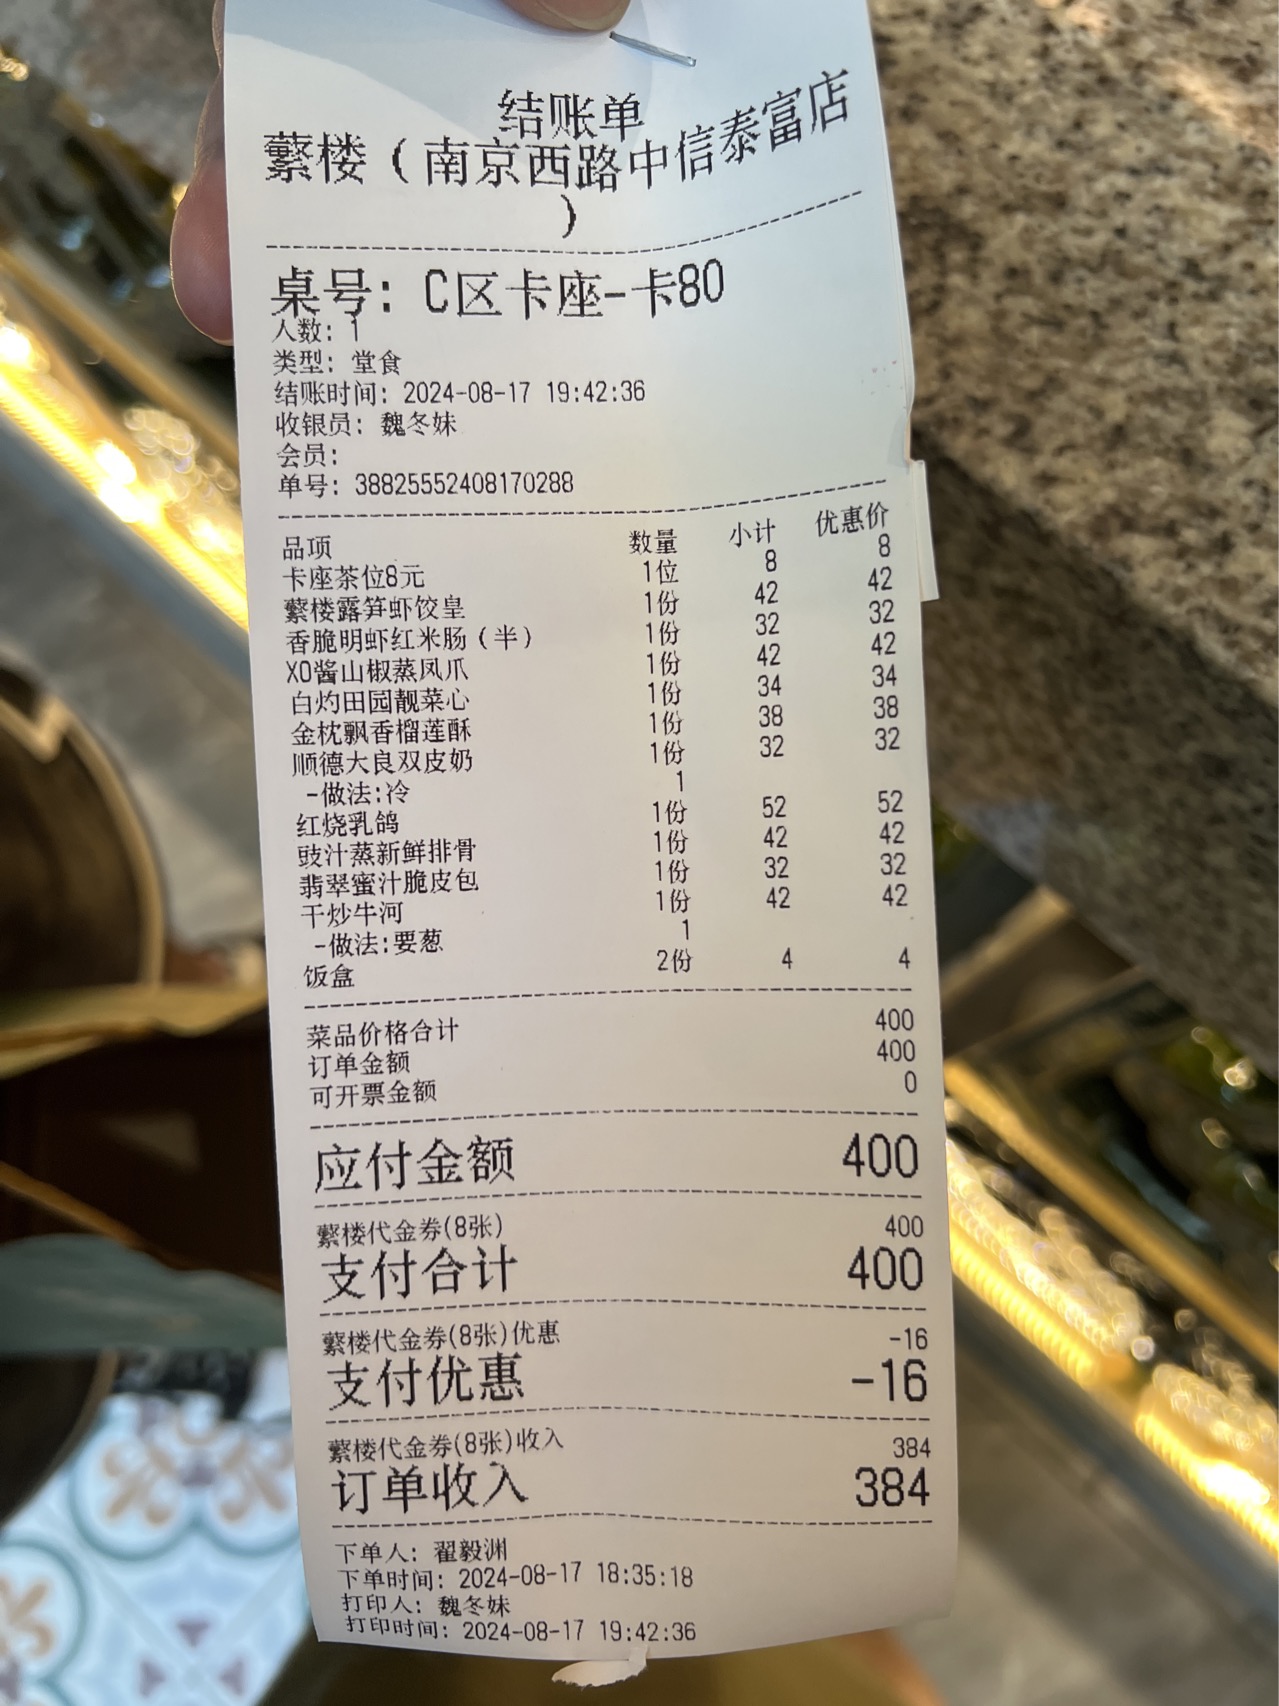 结账单
蘩楼（南京西路中信泰富店
）
桌号: C区卡座-卡80
人数: 1
类型: 堂食
结账时间: 2024-08-17 19:42:36
收银员: 魏冬妹
会员:
单号: 38825552408170288
品项 数量 小计 优惠价
卡座茶位8元 1位 8 8
蘩楼露笋虾饺皇 1份 42 42
香脆明虾红米肠（半） 1份 32 32
XO酱山椒蒸凤爪 1份 42 42
白灼田园靓菜心 1份 34 34
金枕飘香榴莲酥 1份 38 38
顺德大良双皮奶 1份 32 32
-做法:冷 1
红烧乳鸽 1份 52 52
豉汁蒸新鲜排骨 1份 42 42
翡翠蜜汁脆皮包 1份 32 32
干炒牛河 1份 42 42
-做法:要葱 1
饭盒 2份 4 4
菜品价格合计 400
订单金额 400
可开票金额 0
应付金额 400
蘩楼代金券(8张) 400
支付合计 400
蘩楼代金券(8张)优惠 -16
支付优惠 -16
蘩楼代金券(8张)收入 384
订单收入 384
下单人: 翟毅渊
下单时间: 2024-08-17 18:35:18
打印人: 魏冬妹
打印时间: 2024-08-17 19:42:36